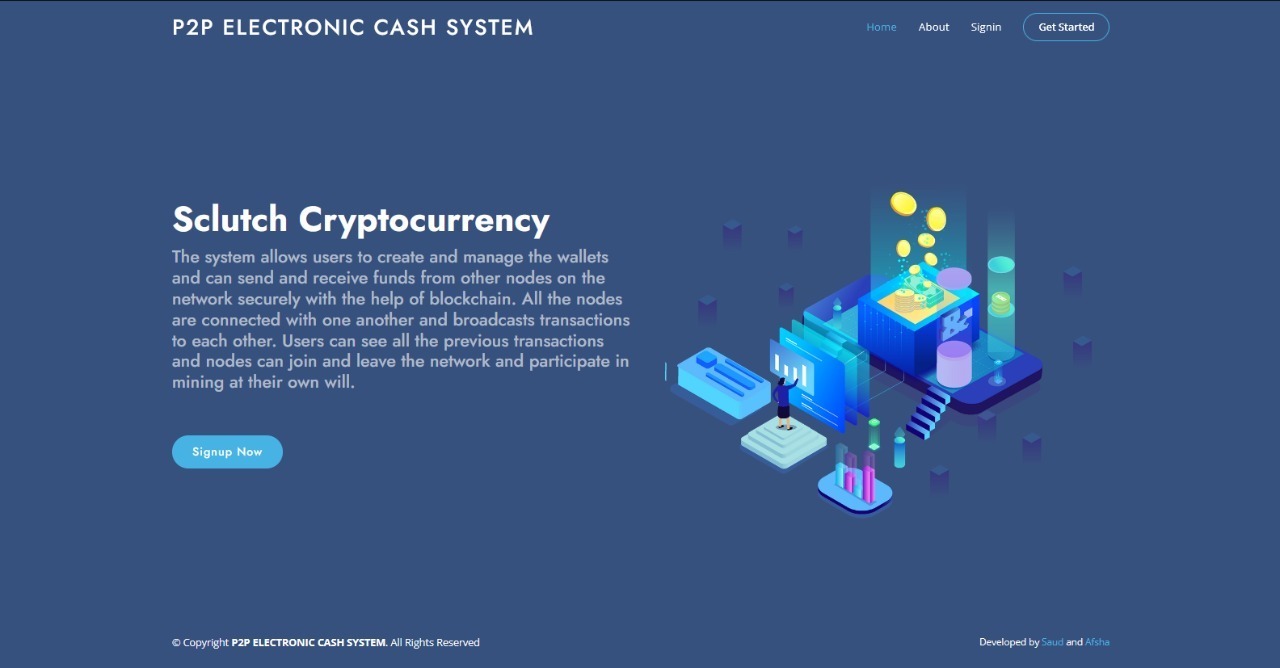 P2P ELECTRONIC CASH SYSTEM
Home About Signin Get Started
Sclutch Cryptocurrency
The system allows users to create and manage the wallets
and can send and receive funds from other nodes on the
network securely with the help of blockchain. All the nodes
are connected with one another and broadcasts transactions
to each other. Users can see all the previous transactions
and nodes can join and leave the network and participate in
mining at their own will.
Signup Now
© Copyright P2P ELECTRONIC CASH SYSTEM. All Rights Reserved
Developed by Saud and Afsha